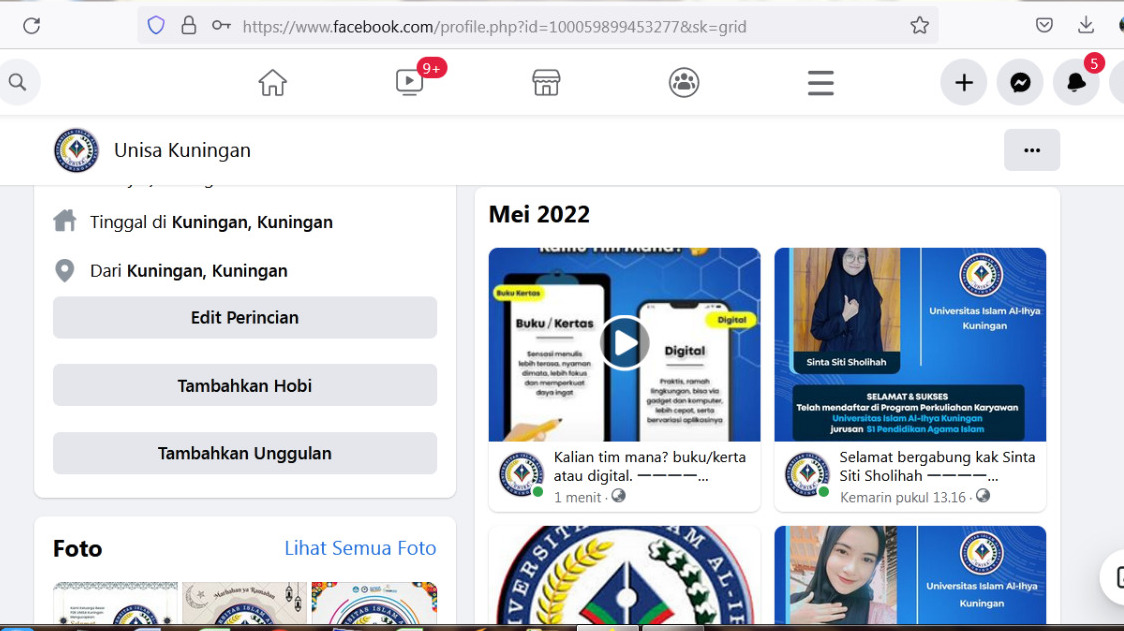 https://www.facebook.com/profile.php?id=100059899453277&sk=grid
9+
5
Unisa Kuningan
Tinggal di Kuningan, Kuningan
Dari Kuningan, Kuningan
Edit Perincian
Tambahkan Hobi
Tambahkan Unggulan
Foto
Lihat Semua Foto
Mei 2022
Kamu Tim Mana?
Buku Kertas
Buku / Kertas
Sensasi menulis
lebih terasa, nyaman
dimata, lebih fokus
dan memperkuat
daya ingat
Digital
Digital
Praktis, ramah
lingkungan, bisa via
gadget dan komputer,
lebih cepat, serta
bervariasi aplikasinya
Kalian tim mana? buku/kerta
atau digital. ————...
1 menit ·
Universitas Islam Al-Ihya
Kuningan
Sinta Siti Sholihah
SELAMAT & SUKSES
Telah mendaftar di Program Perkuliahan Karyawan
Universitas Islam Al-Ihya Kuningan
jurusan S1 Pendidikan Agama Islam
Selamat bergabung kak Sinta
Siti Sholihah ————...
Kemarin pukul 13.16 ·
Universitas Islam Al-Ihya
Kuningan
Marhaban ya Ramadan